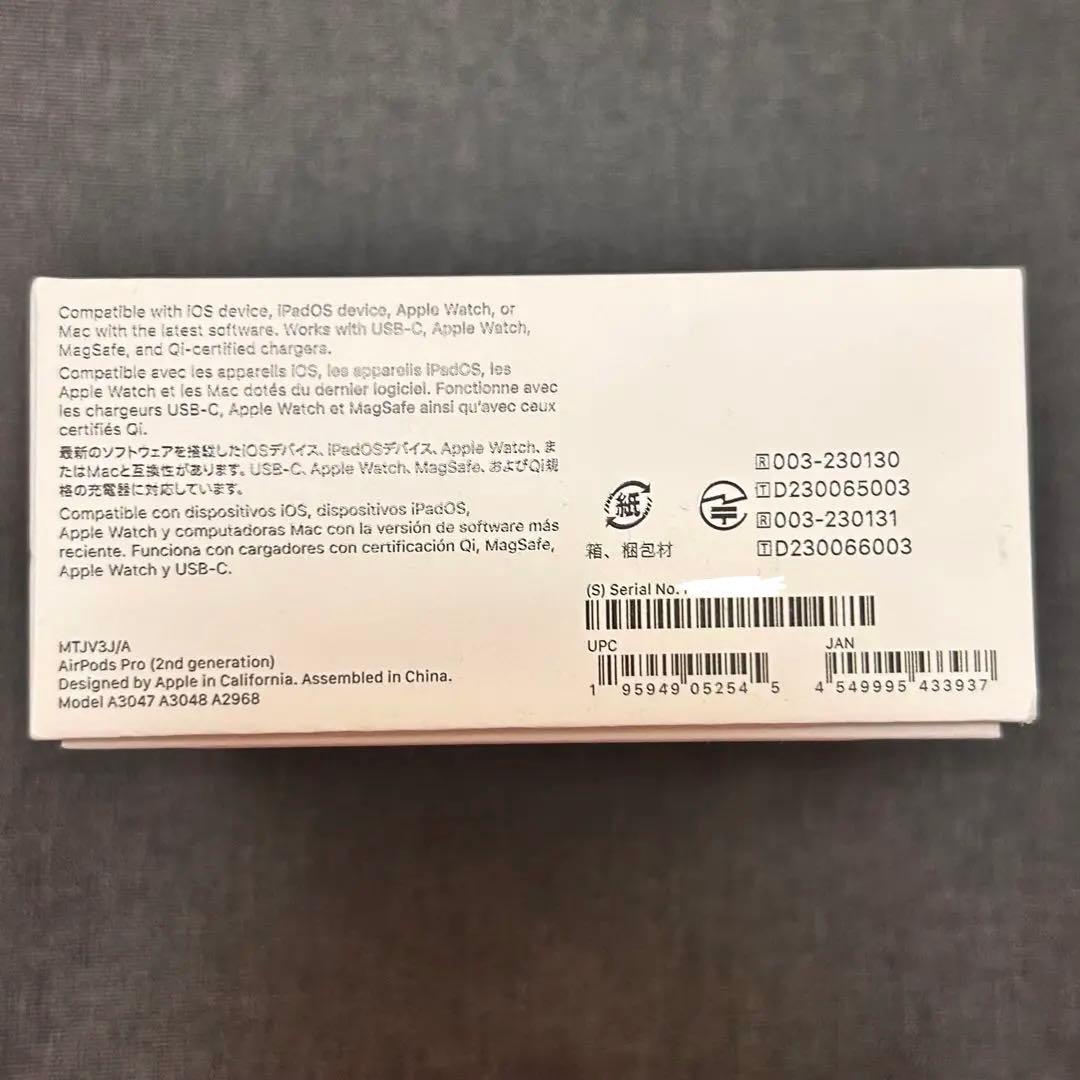 Compatible with iOS device, iPadOS device, Apple Watch, or
Mac with the latest software. Works with USB-C, Apple Watch,
MagSafe, and Qi-certified chargers.
Compatible avec les appareils iOS, les appareils iPadOS, les
Apple Watch et les Mac dotés du dernier logiciel. Fonctionne avec
les chargeurs USB-C, Apple Watch et MagSafe ainsi qu'avec ceux
certifiés Qi.
最新のソフトウェアを搭載したiOSデバイス、iPadOSデバイス、Apple Watch、ま
たはMacと互換性があります。USB-C、Apple Watch、MagSafe、およびQi規
格の充電器に対応しています。
Compatible con dispositivos iOS, dispositivos iPadOS,
Apple Watch y computadoras Mac con la versión de software más
reciente. Funciona con cargadores con certificación Qi, MagSafe,
Apple Watch y USB-C.
MTJV3J/A
AirPods Pro (2nd generation)
Designed by Apple in California. Assembled in China.
Model A3047 A3048 A2968
紙
箱、梱包材
R 003-230130
T D230065003
R 003-230131
T D230066003
(S) Serial No.
UPC
1 95949 05254 5
JAN
4 549995 433937